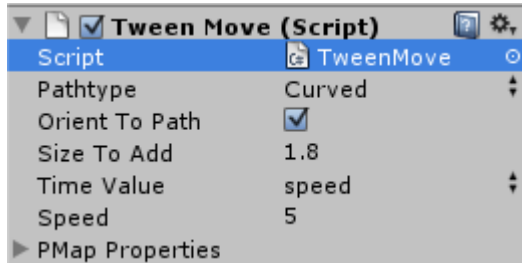 Tween Move (Script)
Script TweenMove
Pathtype Curved
Orient To Path
Size To Add 1.8
Time Value speed
Speed 5
PMap Properties